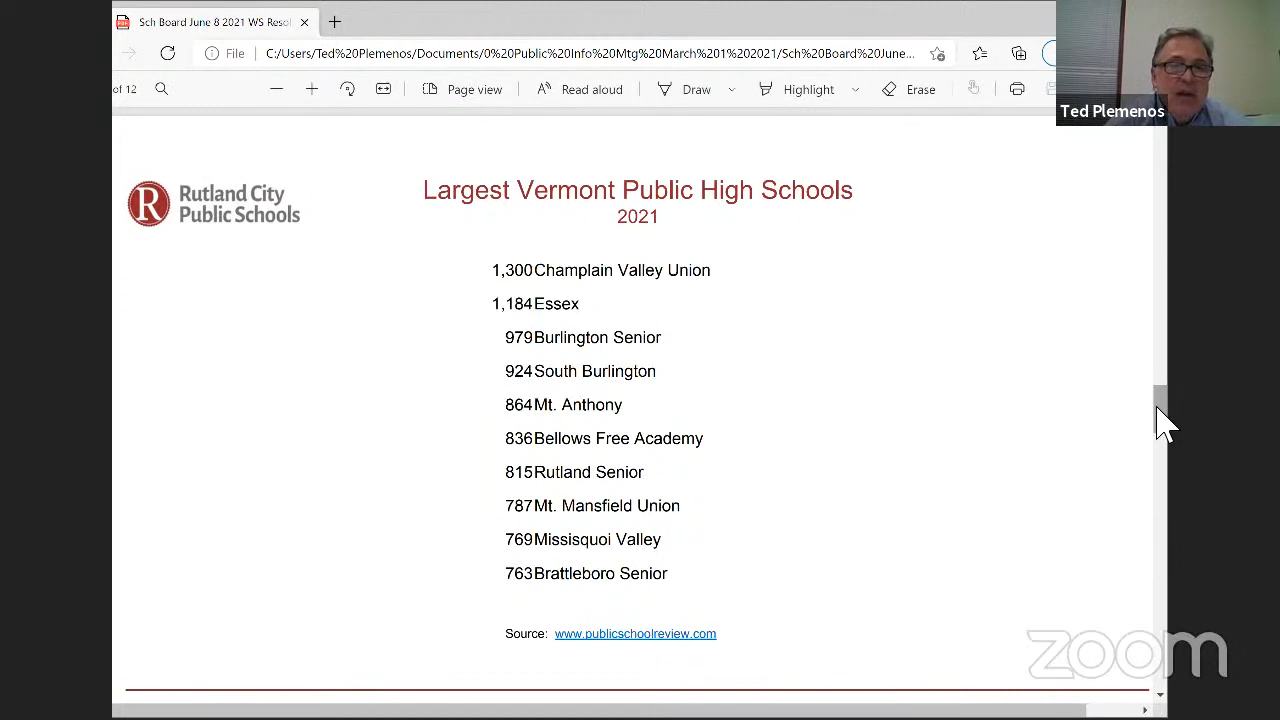 Sch Board June 8 2021 WS Resol
File C:/Users/Ted%20Plemenos/Documents/0%20Public%20Info%20Mtg%20March%201%202021/Sch%20Board%20June...
of 12 Page view Read aloud Draw Highlight Erase
Ted Plemenos
R Rutland City
Public Schools
Largest Vermont Public High Schools
2021
1,300 Champlain Valley Union
1,184 Essex
979 Burlington Senior
924 South Burlington
864 Mt. Anthony
836 Bellows Free Academy
815 Rutland Senior
787 Mt. Mansfield Union
769 Missisquoi Valley
763 Brattleboro Senior
Source: www.publicschoolreview.com
zoom